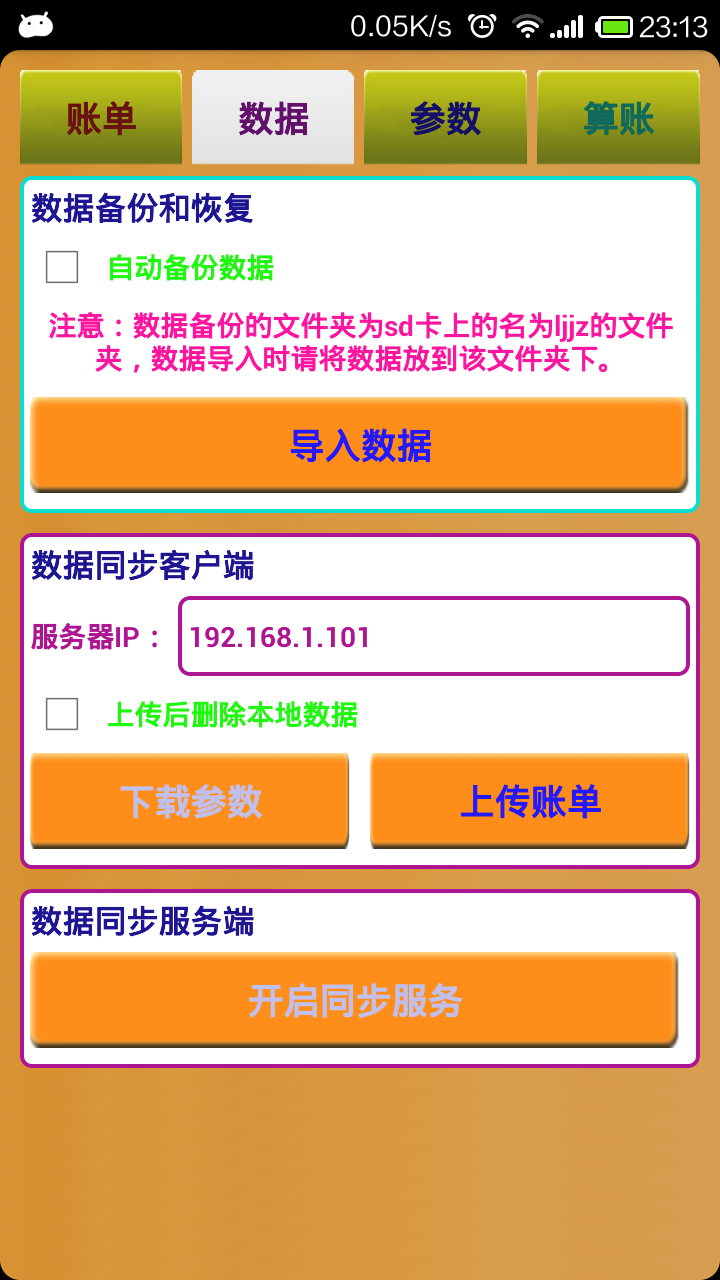 0.05K/s 23:13
账单 数据 参数 算账
数据备份和恢复
自动备份数据
注意：数据备份的文件夹为sd卡上的名为ljjz的文件
夹，数据导入时请将数据放到该文件夹下。
导入数据
数据同步客户端
服务器IP： 192.168.1.101
上传后删除本地数据
下载参数 上传账单
数据同步服务端
开启同步服务